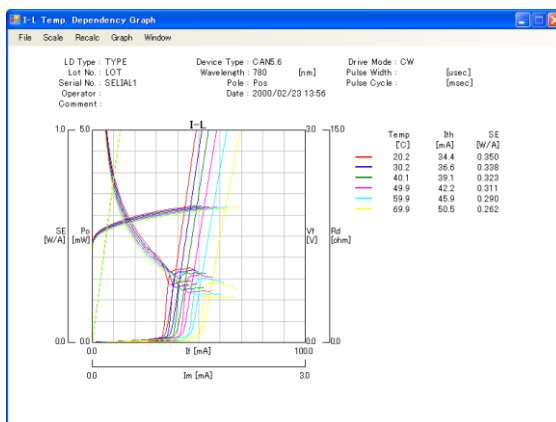 I-L Temp. Dependency Graph
File Scale Recalc Graph Window
LD Type : TYPE Device Type : CAN5.6 Drive Mode : CW
Lot No. : LOT Wavelength : 780 [nm] Pulse Width : [usec]
Serial No. : SELIAL1 Pole : Pos Pulse Cycle : [msec]
Operator : Date : 2000/02/23 13:56
Comment :
I-L
1.0 5.0 3.0 15.0
Temp Ith SE
[C] [mA] [W/A]
20.2 34.4 0.350
30.2 36.6 0.338
40.1 39.1 0.323
49.9 42.2 0.311
59.9 45.9 0.290
69.9 50.5 0.262
SE Po Vf Rd
[W/A] [mW] [V] [ohm]
0.0 0.0 0.0 0.0
0.0 If [mA] 100.0
0.0 Im [mA] 3.0